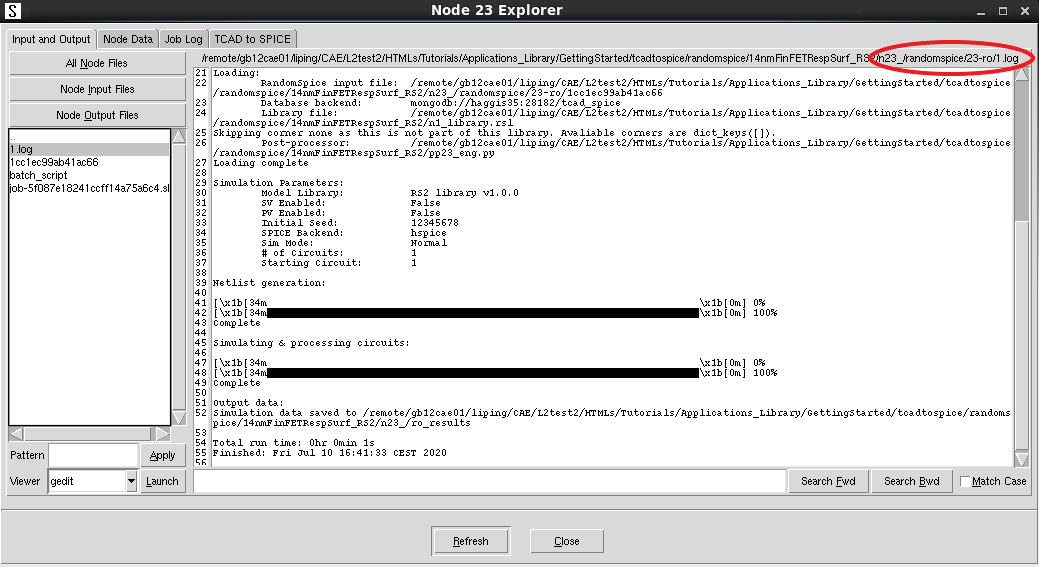 S
Node 23 Explorer
Input and Output
Node Data
Job Log
TCAD to SPICE
All Node Files
Node Input Files
Node Output Files
..
1.log
1cc1ec99ab41ac66
batch_script
job-5f087e18241ccff14a75a6c4.sl
Pattern
Apply
Viewer
gedit
Launch
/remote/gb12cae01/liping/CAE/L2test2/HTMLs/Tutorials/Applications_Library/GettingStarted/tcadtospice/randomspice/14nmFinFETRespSurf_RS2/n23_/randomspice/23-ro/1.log
21 Loading:
22 RandomSpice input file: /remote/gb12cae01/liping/CAE/L2test2/HTMLs/Tutorials/Applications_Library/GettingStarted/tcadtospice
/randomspice/14nmFinFETRespSurf_RS2/n23_/randomspice/23-ro/1cc1ec99ab41ac66
23 Database backend: mongodb://haggis35:28182/tcad_spice
24 Library file: /remote/gb12cae01/liping/CAE/L2test2/HTMLs/Tutorials/Applications_Library/GettingStarted/tcadtospice
/randomspice/14nmFinFETRespSurf_RS2/n1_library.rsl
25 Skipping corner none as this is not part of this library. Avaliable corners are dict_keys([]).
26 Post-processor: /remote/gb12cae01/liping/CAE/L2test2/HTMLs/Tutorials/Applications_Library/GettingStarted/tcadtospice
/randomspice/14nmFinFETRespSurf_RS2/pp23_eng.py
27 Loading complete
28
29 Simulation Parameters:
30 Model Library: RS2 library v1.0.0
31 SV Enabled: False
32 PV Enabled: False
33 Initial Seed: 12345678
34 SPICE Backend: hspice
35 Sim Mode: Normal
36 # of Circuits: 1
37 Starting Circuit: 1
38
39 Netlist generation:
40
41 [\x1b[34m \x1b[0m] 0%
42 [\x1b[34m \x1b[0m] 100%
43 Complete
44
45 Simulating & processing circuits:
46
47 [\x1b[34m \x1b[0m] 0%
48 [\x1b[34m \x1b[0m] 100%
49 Complete
50
51 Output data:
52 Simulation data saved to /remote/gb12cae01/liping/CAE/L2test2/HTMLs/Tutorials/Applications_Library/GettingStarted/tcadtospice/randoms
pice/14nmFinFETRespSurf_RS2/n23_/ro_results
53
54 Total run time: 0hr 0min 1s
55 Finished: Fri Jul 10 16:41:33 CEST 2020
56
Search Fwd
Search Bwd
Match Case
Refresh
Close